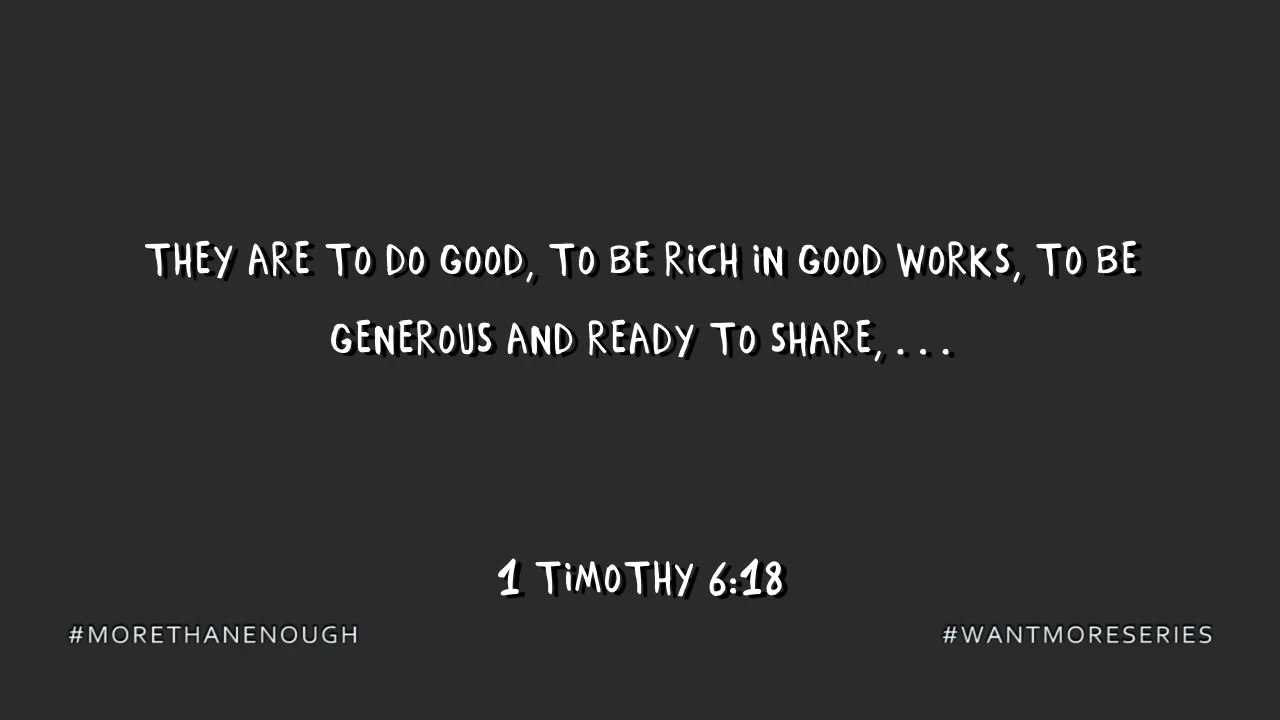 THEY ARE TO DO GOOD, TO BE RiCH iN GOOD WORKS, TO BE
GENEROUS AND READY TO SHARE, . . .
1 TiMOTHY 6:18
#MORETHANENOUGH
#WANTMORESERIES